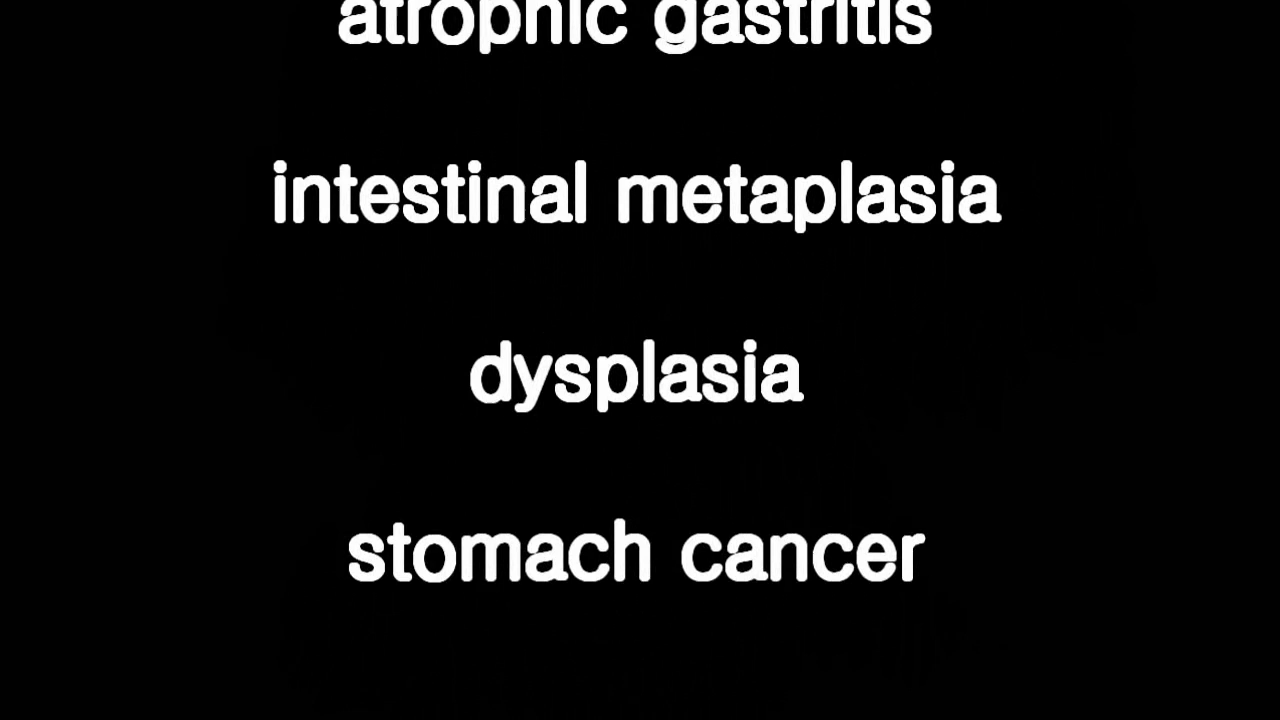 atrophic gastritis
intestinal metaplasia
dysplasia
stomach cancer